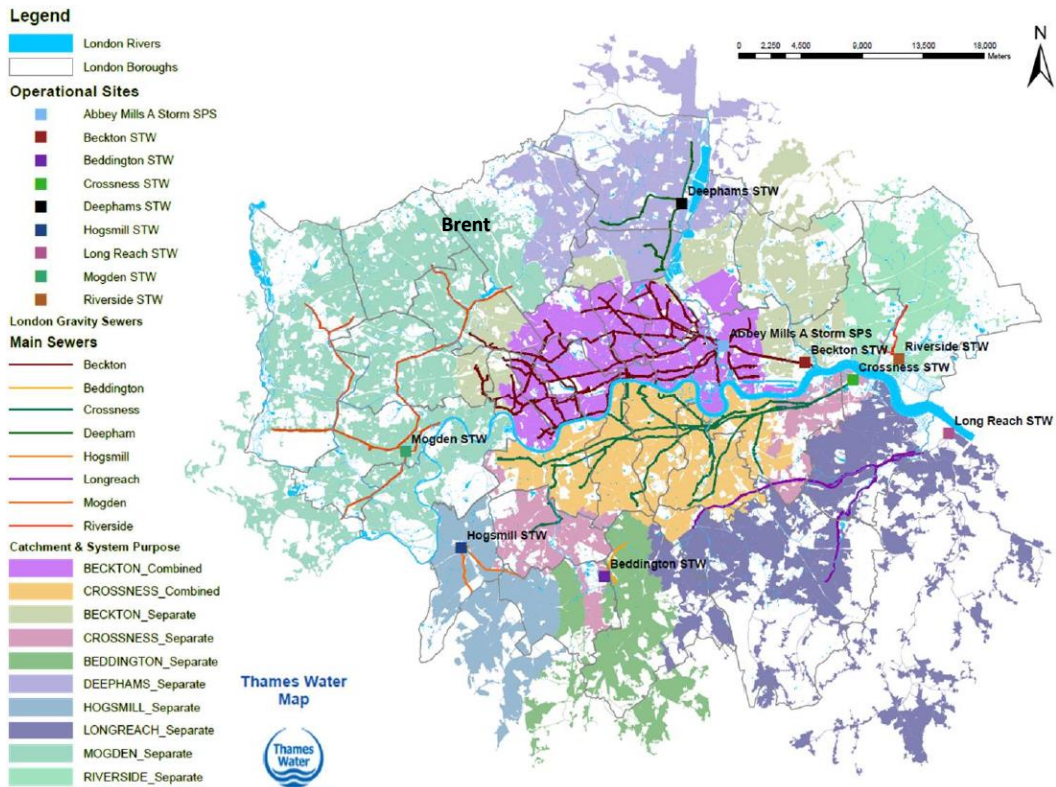 Legend
London Rivers
London Boroughs
Operational Sites
Abbey Mills A Storm SPS
Beckton STW
Beddington STW
Crossness STW
Deephams STW
Hogsmill STW
Long Reach STW
Mogden STW
Riverside STW
London Gravity Sewers
Main Sewers
Beckton
Beddington
Crossness
Deepham
Hogsmill
Longreach
Mogden
Riverside
Catchment & System Purpose
BECKTON_Combined
CROSSNESS_Combined
BECKTON_Separate
CROSSNESS_Separate
BEDDINGTON_Separate
DEEPHAMS_Separate
HOGSMILL_Separate
LONGREACH_Separate
MOGDEN_Separate
RIVERSIDE_Separate
Thames Water
Map
Thames
Water
N
0 2,250 4,500 9,000 13,500 18,000
Meters
Deephams STW
Brent
Abbey Mills A Storm SPS
Beckton STW
Riverside STW
Crossness STW
Long Reach STW
Mogden STW
Hogsmill STW
Beddington STW